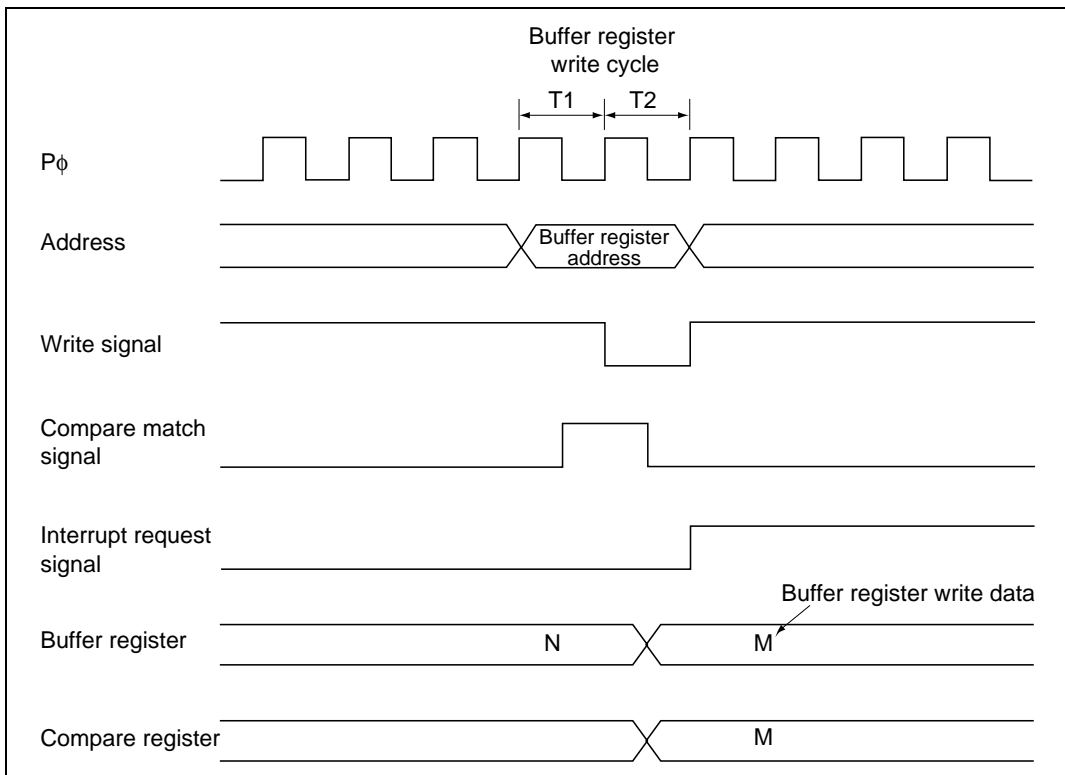 Buffer register
write cycle
T1 T2
Pϕ
Address
Buffer register
address
Write signal
Compare match
signal
Interrupt request
signal
Buffer register write data
Buffer register
N M
Compare register
M